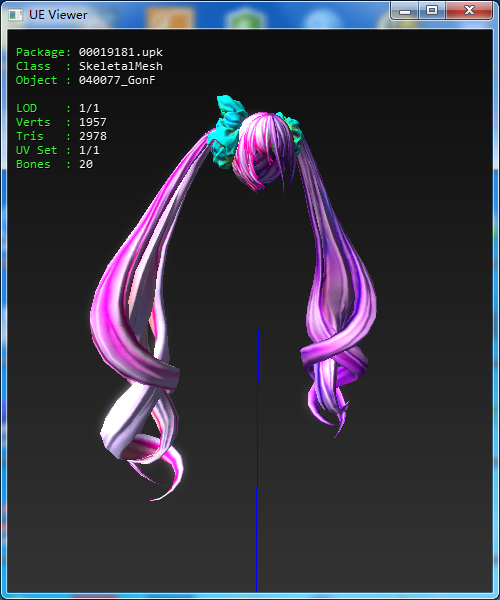 UE Viewer
Package: 00019181.upk
Class : SkeletalMesh
Object : 040077_GonF
LOD : 1/1
Verts : 1957
Tris : 2978
UV Set : 1/1
Bones : 20